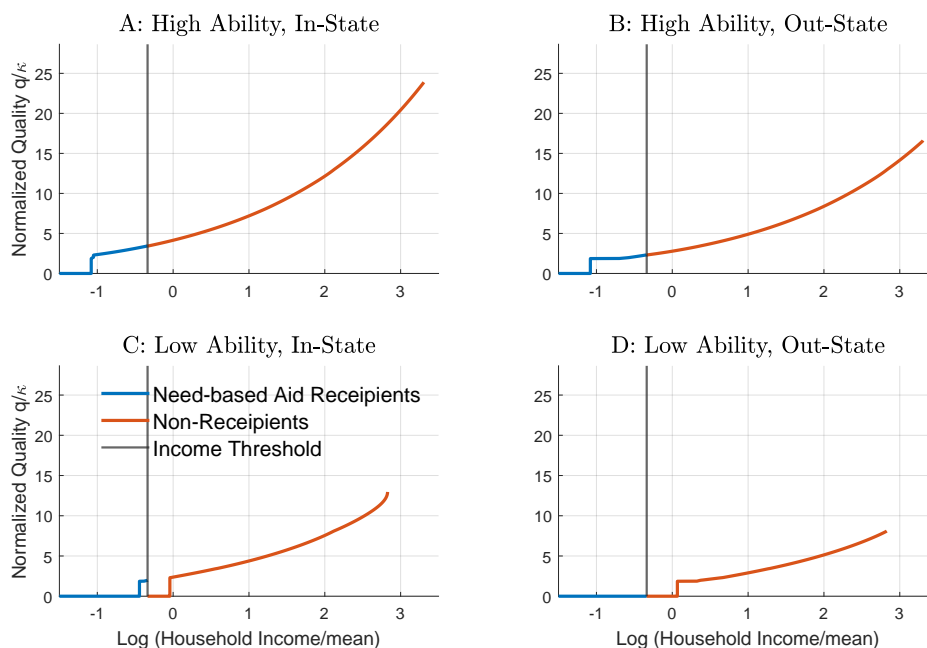 A: High Ability, In-State
Normalized Quality q/κ
25
20
15
10
5
0
-1 0 1 2 3
B: High Ability, Out-State
25
20
15
10
5
0
-1 0 1 2 3
C: Low Ability, In-State
Normalized Quality q/κ
25
20
15
10
5
0
Need-based Aid Receipients
Non-Receipients
Income Threshold
-1 0 1 2 3
Log (Household Income/mean)
D: Low Ability, Out-State
25
20
15
10
5
0
-1 0 1 2 3
Log (Household Income/mean)